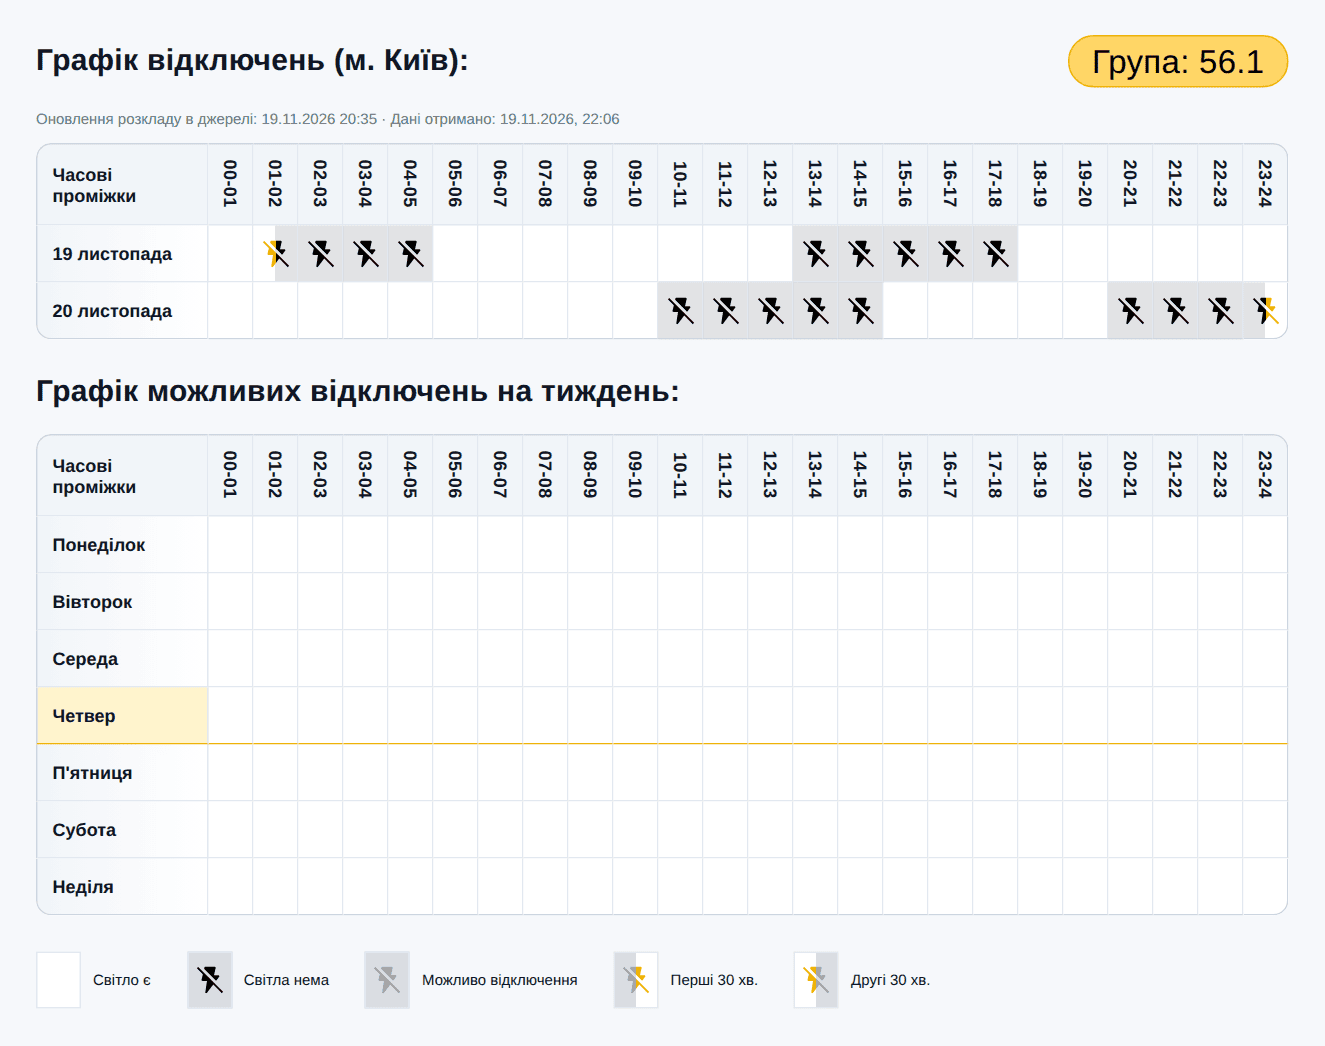 Графік відключень (м. Київ):
Група: 56.1
Оновлення розкладу в джерелі: 19.11.2026 20:35 · Дані отримано: 19.11.2026, 22:06
Часові проміжки 00-01 01-02 02-03 03-04 04-05 05-06 06-07 07-08 08-09 09-10 10-11 11-12 12-13 13-14 14-15 15-16 16-17 17-18 18-19 19-20 20-21 21-22 22-23 23-24
19 листопада
20 листопада
Графік можливих відключень на тиждень:
Часові проміжки 00-01 01-02 02-03 03-04 04-05 05-06 06-07 07-08 08-09 09-10 10-11 11-12 12-13 13-14 14-15 15-16 16-17 17-18 18-19 19-20 20-21 21-22 22-23 23-24
Понеділок
Вівторок
Середа
Четвер
П'ятниця
Субота
Неділя
Світло є Світла нема Можливо відключення Перші 30 хв. Другі 30 хв.